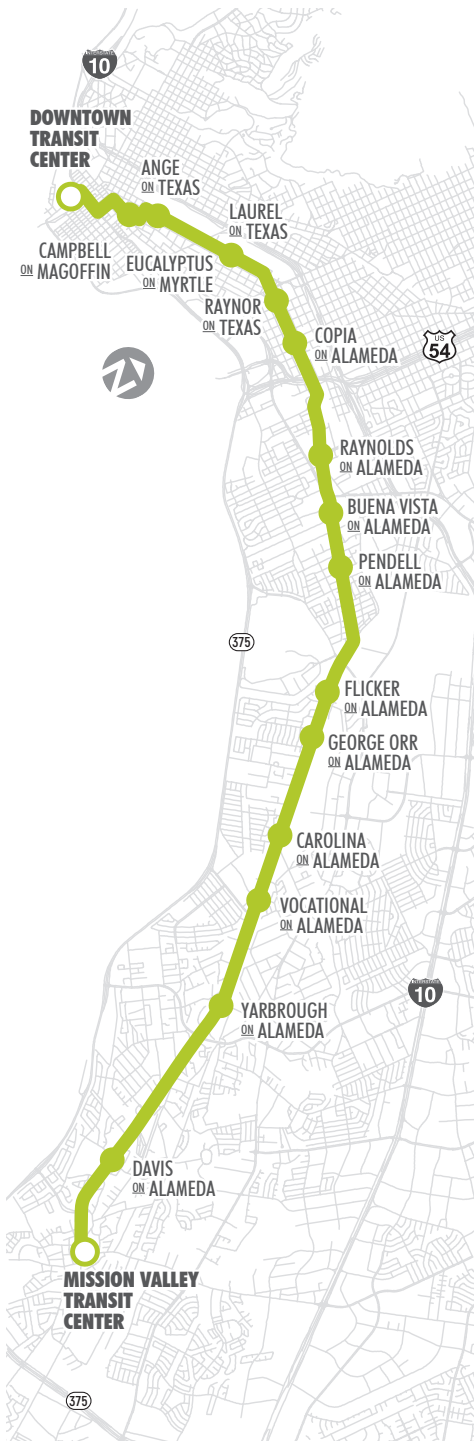 10
DOWNTOWN
TRANSIT
CENTER
ANGE
ON TEXAS
LAUREL
ON TEXAS
CAMPBELL
ON MAGOFFIN
EUCALYPTUS
ON MYRTLE
RAYNOR
ON TEXAS
COPIA
ON ALAMEDA
US
54
N
RAYNOLDS
ON ALAMEDA
BUENA VISTA
ON ALAMEDA
PENDELL
ON ALAMEDA
375
FLICKER
ON ALAMEDA
GEORGE ORR
ON ALAMEDA
CAROLINA
ON ALAMEDA
VOCATIONAL
ON ALAMEDA
10
YARBROUGH
ON ALAMEDA
DAVIS
ON ALAMEDA
MISSION VALLEY
TRANSIT
CENTER
375